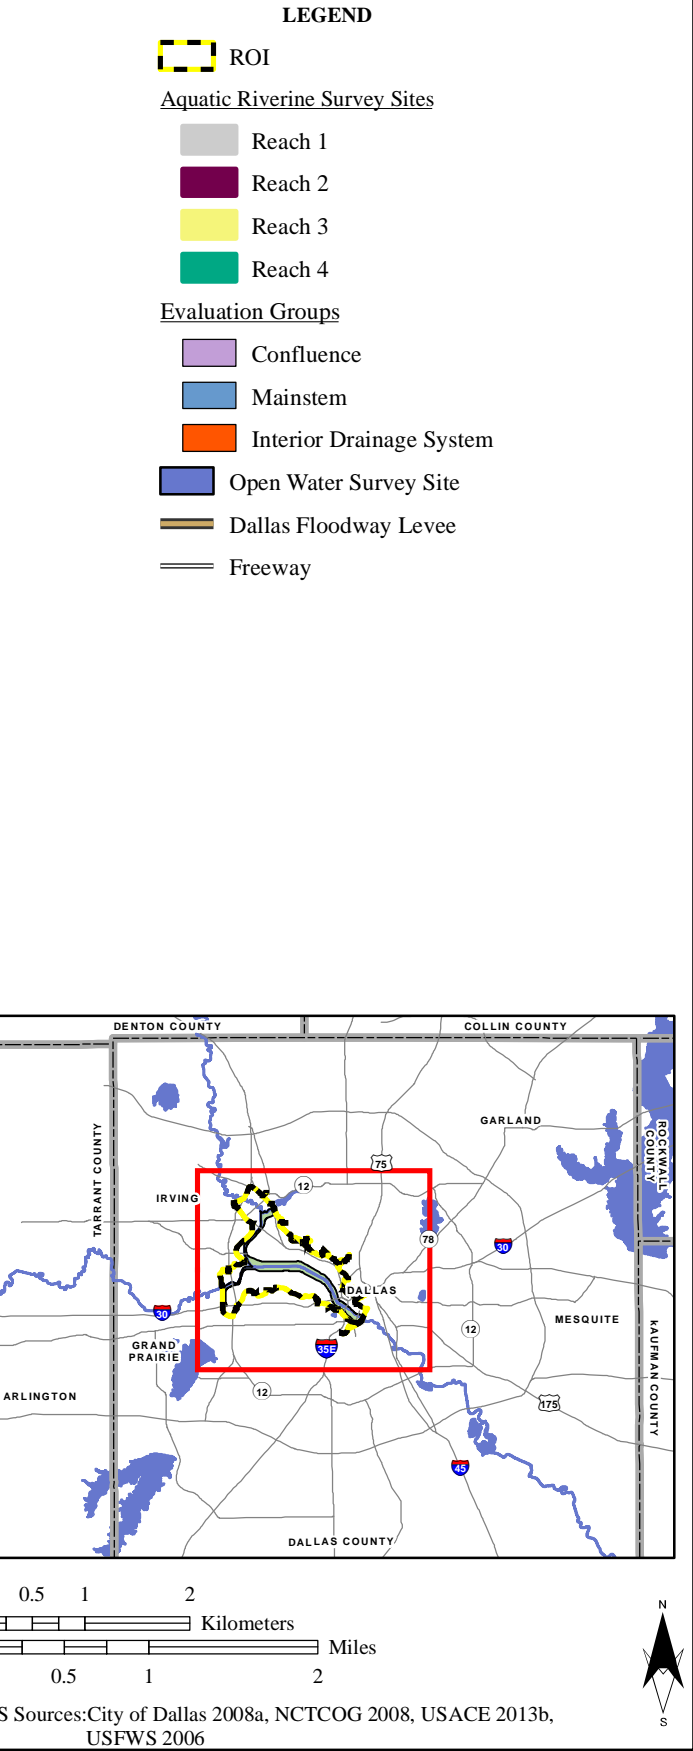 LEGEND
ROI
Aquatic Riverine Survey Sites
Reach 1
Reach 2
Reach 3
Reach 4
Evaluation Groups
Confluence
Mainstem
Interior Drainage System
Open Water Survey Site
Dallas Floodway Levee
Freeway
DENTON COUNTY
COLLIN COUNTY
TARRANT COUNTY
GARLAND
ROCKWALL
COUNTY
75
12
IRVING
78
30
DALLAS
30
MESQUITE
12
GRAND
PRAIRIE
35E
KAUFMAN COUNTY
ARLINGTON
12
175
45
DALLAS COUNTY
0.5 1 2
Kilometers
Miles
0.5 1 2
N
S
S Sources:City of Dallas 2008a, NCTCOG 2008, USACE 2013b,
USFWS 2006